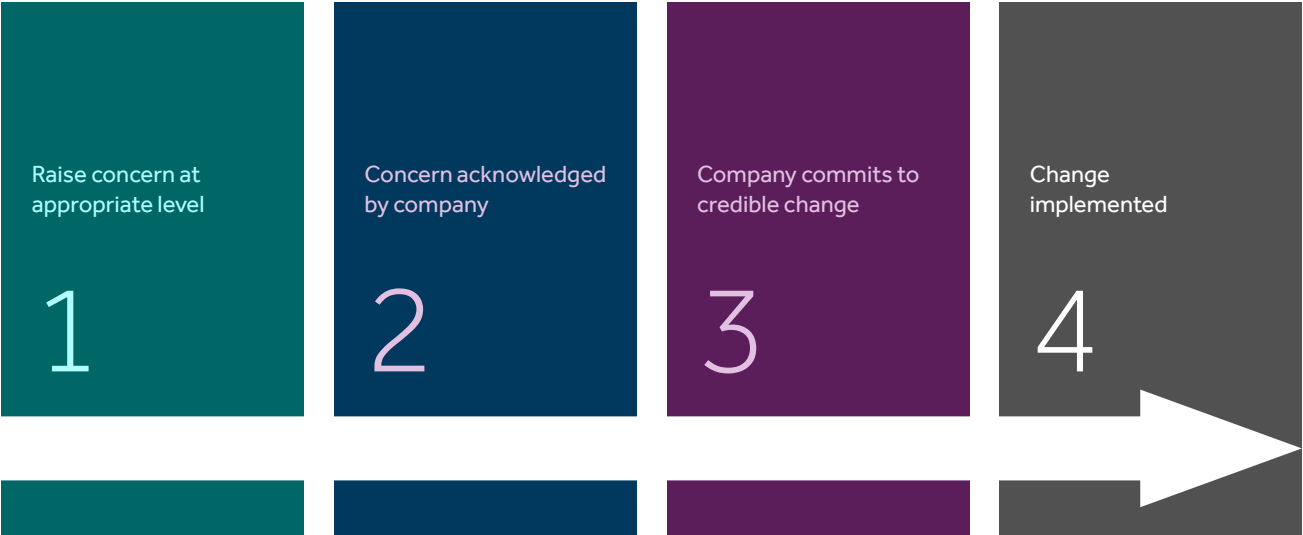 Raise concern at
appropriate level
1
Concern acknowledged
by company
2
Company commits to
credible change
3
Change
implemented
4